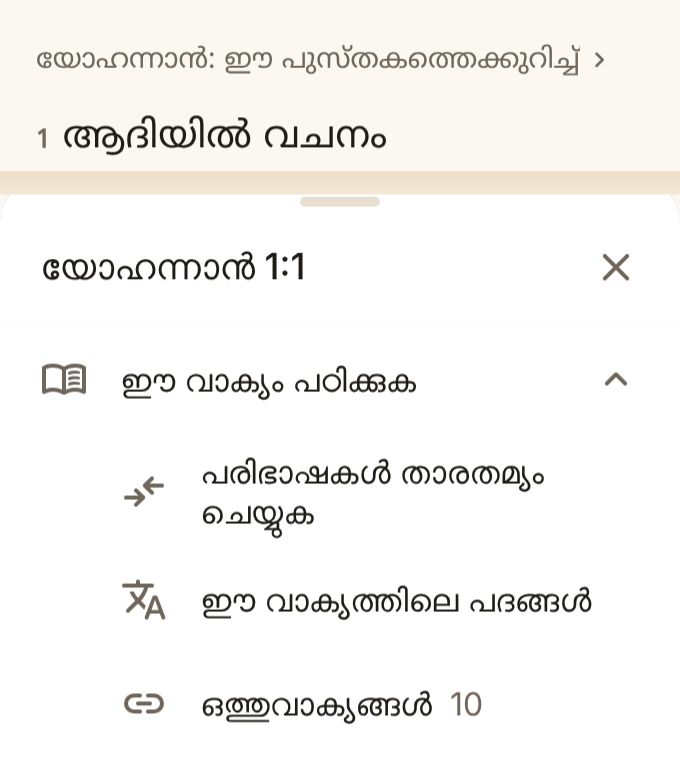 യോഹന്നാൻ: ഈ പുസ്തകത്തെക്കുറിച്ച്
1 ആദിയിൽ വചനം
യോഹന്നാൻ 1:1
ഈ വാക്യം പഠിക്കുക
പരിഭാഷകൾ താരതമ്യം
ചെയ്യുക
ഈ വാക്യത്തിലെ പദങ്ങൾ
ഒത്തുവാക്യങ്ങൾ 10